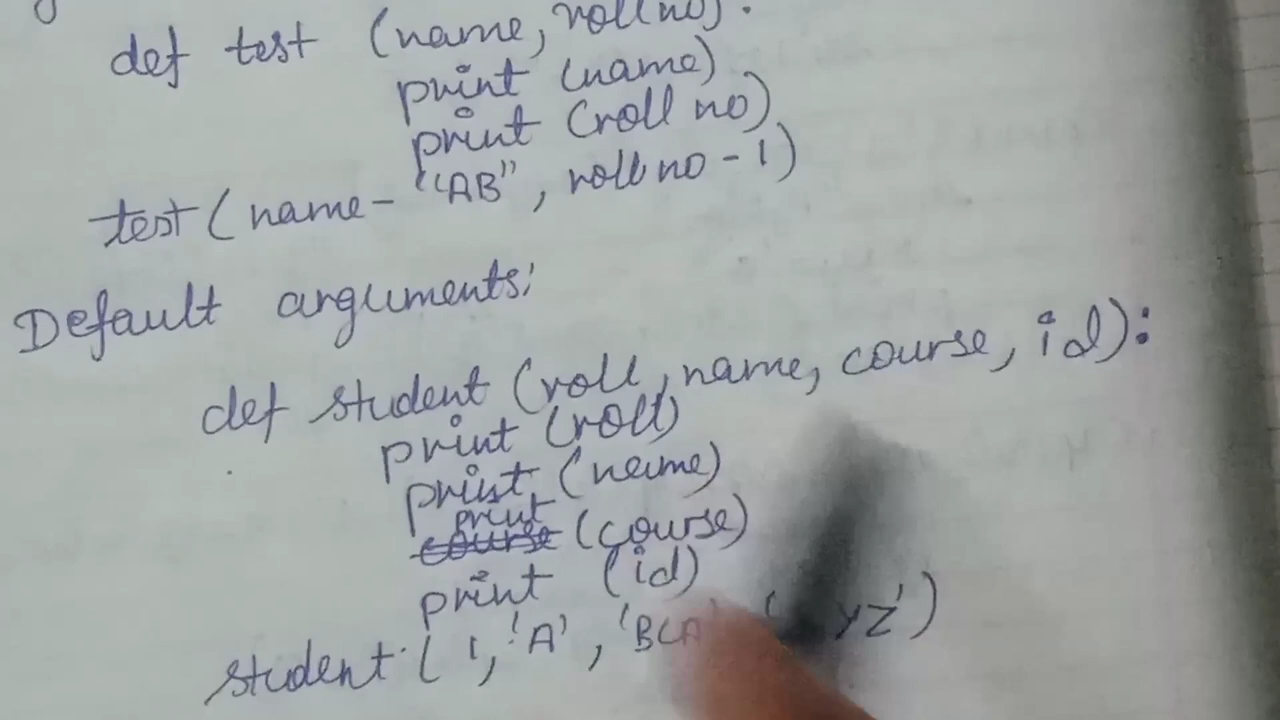 def test (name, roll no):
print (name)
print (roll no)
test( name- "AB", roll no - 1)
Default arguments:
def student (roll, name, course, id):
print (roll)
print (name)
print (course)
print (id)
student ( 1, 'A', 'BCA' yz')